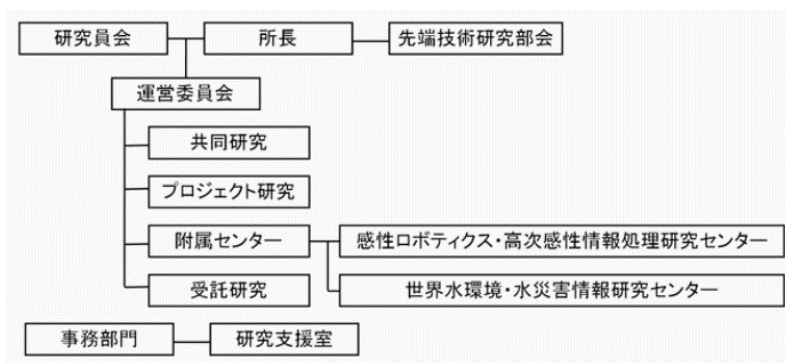 研究員会
所長
先端技術研究部会
運営委員会
共同研究
プロジェクト研究
附属センター
感性ロボティクス・高次感性情報処理研究センター
受託研究
世界水環境・水災害情報研究センター
事務部門
研究支援室